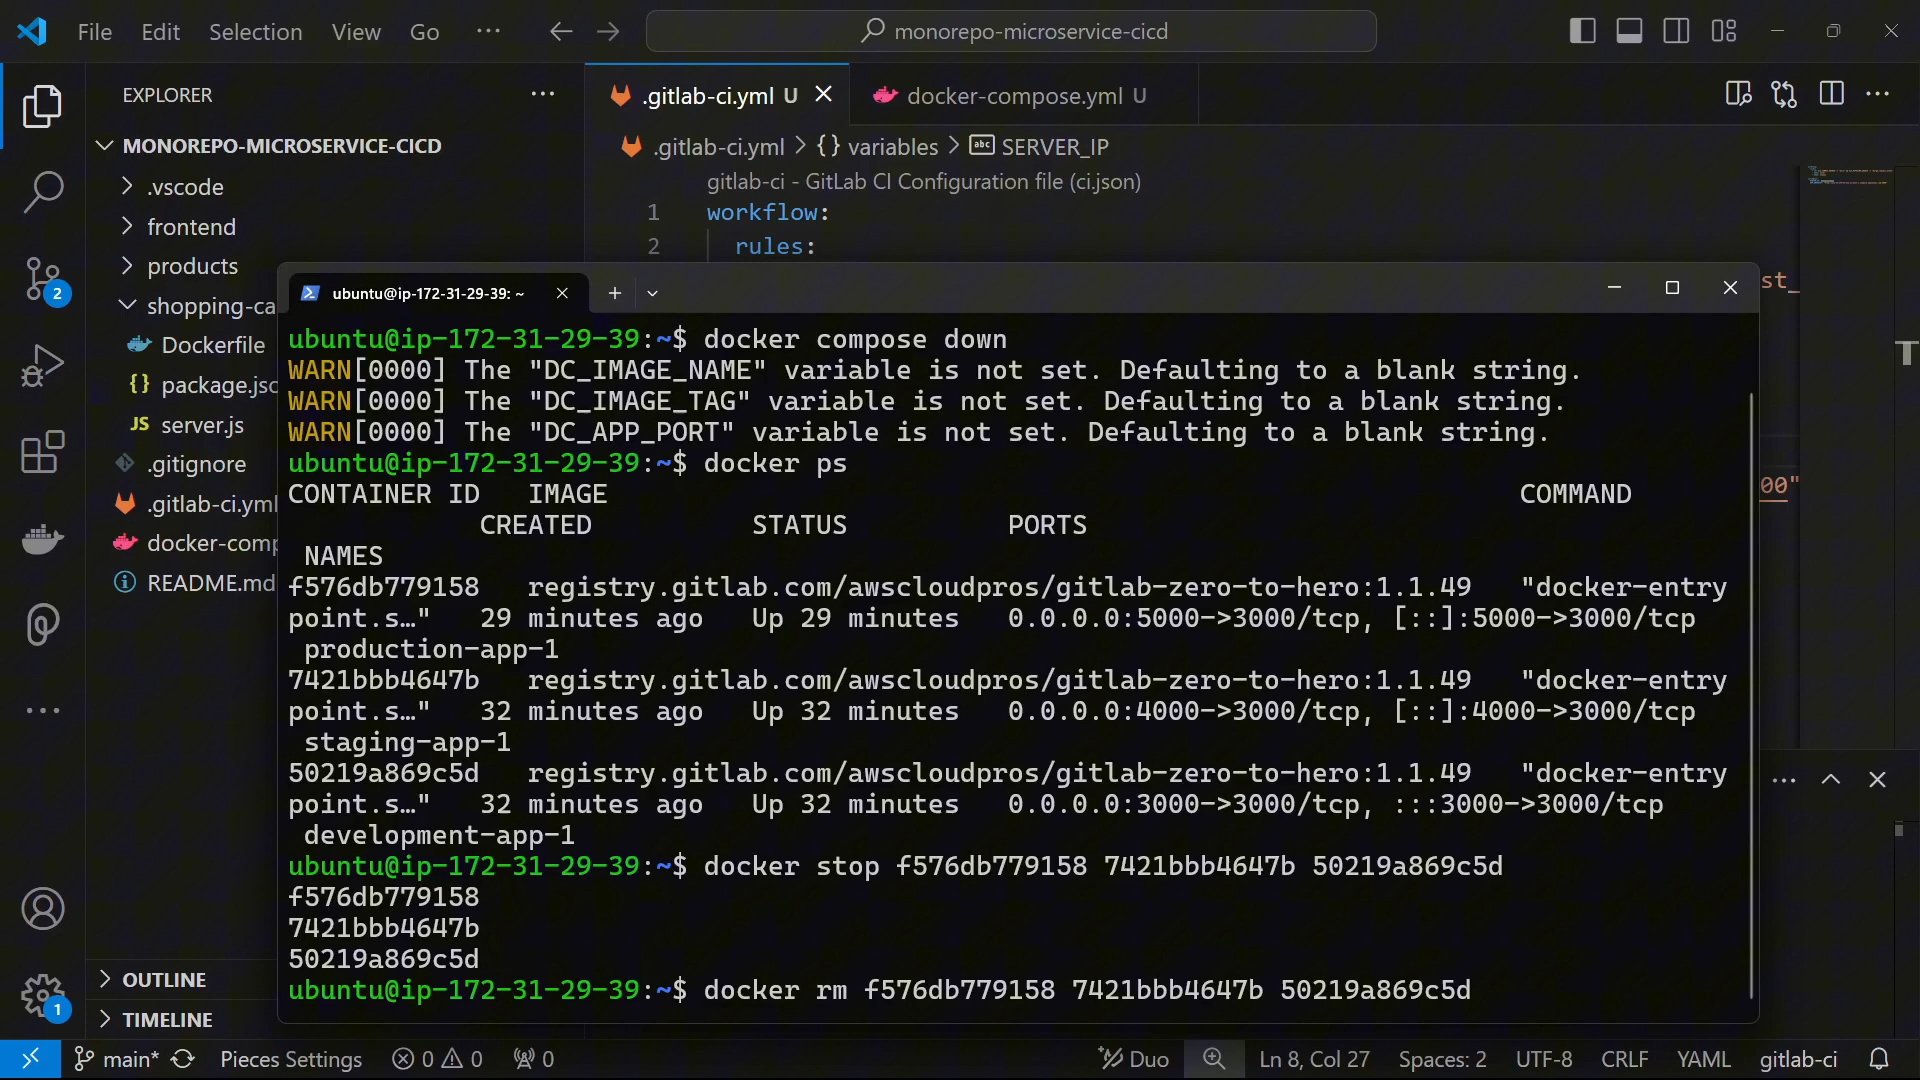 File Edit Selection View Go ··· monorepo-microservice-cicd
EXPLORER
.gitlab-ci.yml U
docker-compose.yml U
MONOREPO-MICROSERVICE-CICD
.gitlab-ci.yml > {} variables > abc SERVER_IP
gitlab-ci - GitLab CI Configuration file (ci.json)
.vscode
frontend
products
shopping-ca
Dockerfile
{} package.jso
JS server.js
.gitignore
.gitlab-ci.yml
docker-comp
README.md
2
1 workflow:
2 rules:
st_
00"
ubuntu@ip-172-31-29-39: ~
ubuntu@ip-172-31-29-39:~$ docker compose down
WARN[0000] The "DC_IMAGE_NAME" variable is not set. Defaulting to a blank string.
WARN[0000] The "DC_IMAGE_TAG" variable is not set. Defaulting to a blank string.
WARN[0000] The "DC_APP_PORT" variable is not set. Defaulting to a blank string.
ubuntu@ip-172-31-29-39:~$ docker ps
CONTAINER ID IMAGE COMMAND
CREATED STATUS PORTS
NAMES
f576db779158 registry.gitlab.com/awscloudpros/gitlab-zero-to-hero:1.1.49 "docker-entry
point.s…" 29 minutes ago Up 29 minutes 0.0.0.0:5000->3000/tcp, [::]:5000->3000/tcp
production-app-1
7421bbb4647b registry.gitlab.com/awscloudpros/gitlab-zero-to-hero:1.1.49 "docker-entry
point.s…" 32 minutes ago Up 32 minutes 0.0.0.0:4000->3000/tcp, [::]:4000->3000/tcp
staging-app-1
50219a869c5d registry.gitlab.com/awscloudpros/gitlab-zero-to-hero:1.1.49 "docker-entry
point.s…" 32 minutes ago Up 32 minutes 0.0.0.0:3000->3000/tcp, :::3000->3000/tcp
development-app-1
ubuntu@ip-172-31-29-39:~$ docker stop f576db779158 7421bbb4647b 50219a869c5d
f576db779158
7421bbb4647b
50219a869c5d
ubuntu@ip-172-31-29-39:~$ docker rm f576db779158 7421bbb4647b 50219a869c5d
OUTLINE
TIMELINE
1
main* Pieces Settings 0 0 0 Duo Ln 8, Col 27 Spaces: 2 UTF-8 CRLF YAML gitlab-ci